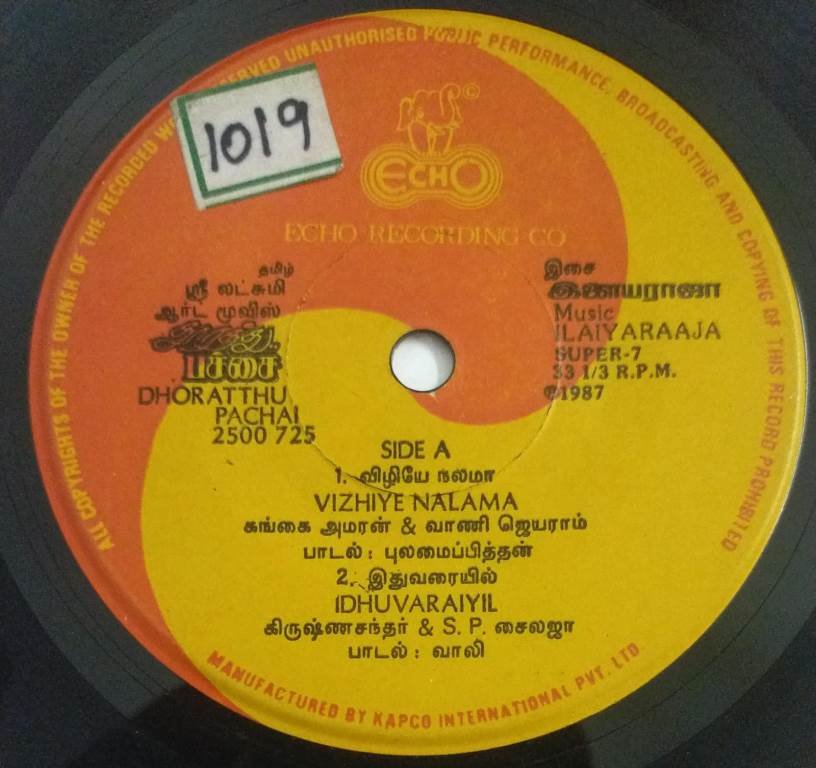 ALL COPYRIGHTS OF THE OWNER OF THE RECORDED RESERVED UNAUTHORISED PUBLIC PERFORMANCE, BROADCASTING AND COPYING OF THIS RECORD PROHIBITED
1019
©
ECHO
ECHO RECORDING CO
தமிழ்
ஸ்ரீ லட்சுமி
ஆர்ட் மூவிஸ்
பச்சை
DHORATTHU
PACHAI
2500 725
இசை
இளையராஜா
Music
ILAIYARAAJA
SUPER-7
33 1/3 R.P.M.
℗1987
SIDE A
1. விழியே நலமா
VIZHIYE NALAMA
கங்கை அமரன் & வாணி ஜெயராம்
பாடல் : புலமைப்பித்தன்
2. இதுவரையில்
IDHUVARAIYIL
கிருஷ்ணசந்தர் & S. P. சைலஜா
பாடல் : வாலி
MANUFACTURED BY KAPCO INTERNATIONAL PVT. LTD.